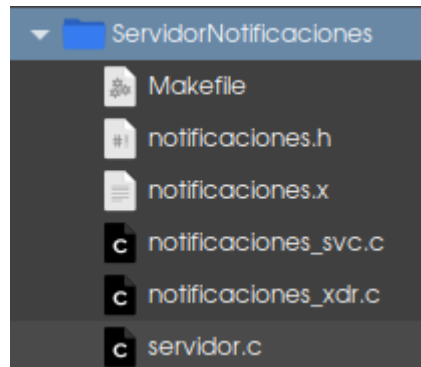 ServidorNotificaciones
Makefile
notificaciones.h
notificaciones.x
notificaciones_svc.c
notificaciones_xdr.c
servidor.c